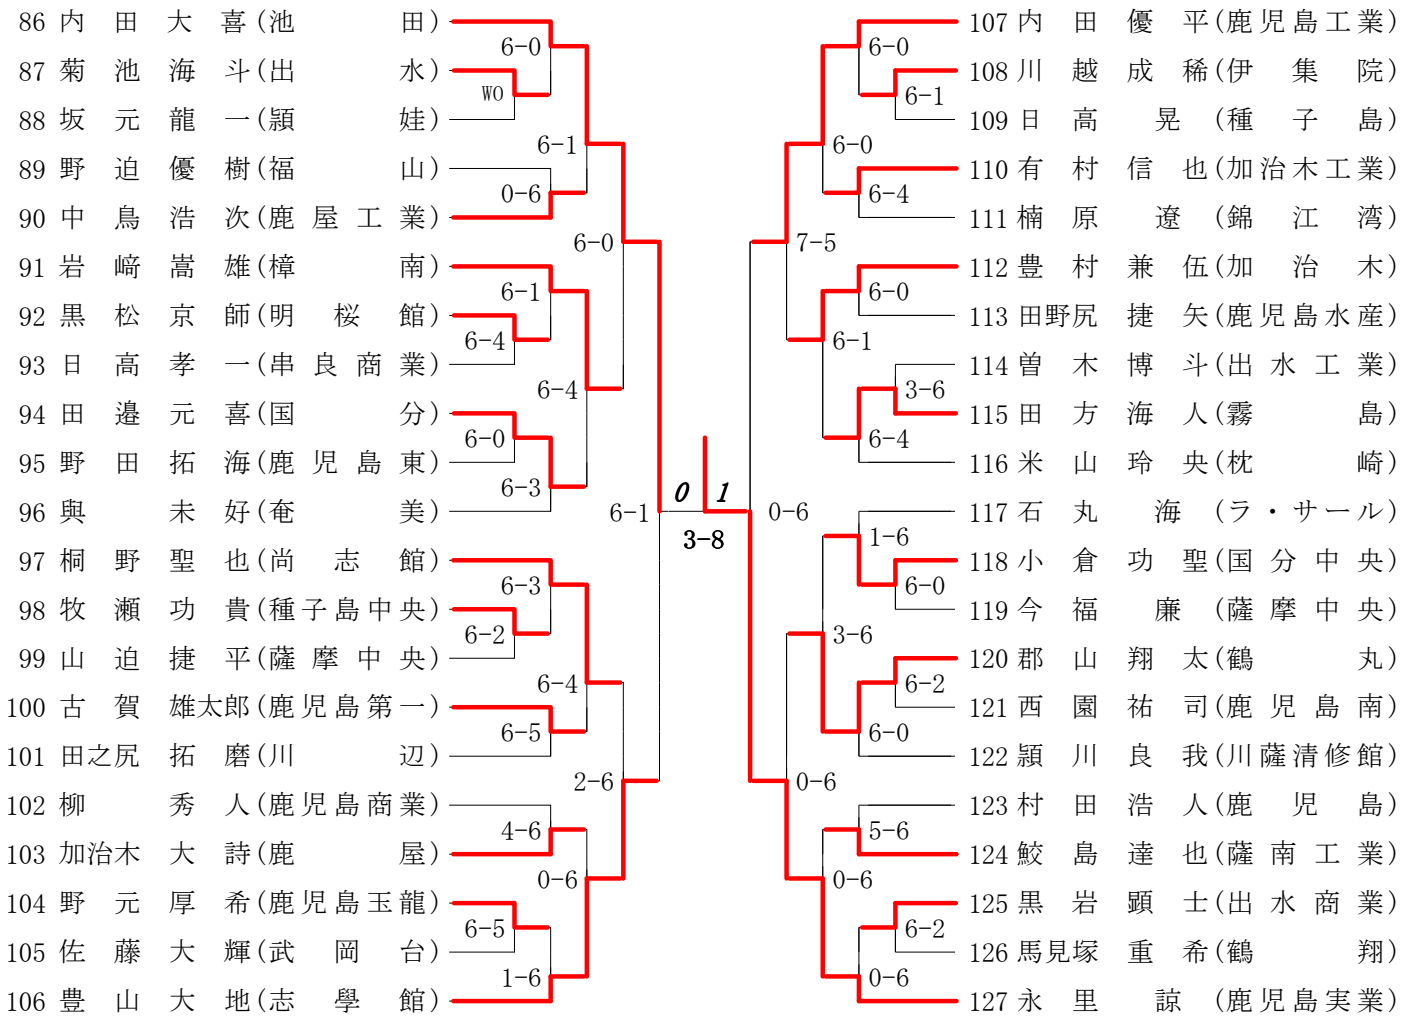 86 内田大喜(池田)
87 菊池海斗(出水)
88 坂元龍一(頴娃)
89 野迫優樹(福山)
90 中鳥浩次(鹿屋工業)
91 岩﨑嵩雄(樟南)
92 黒松京師(明桜館)
93 日高孝一(串良商業)
94 田邉元喜(国分)
95 野田拓海(鹿児島東)
96 與未好(奄美)
97 桐野聖也(尚志館)
98 牧瀬功貴(種子島中央)
99 山迫捷平(薩摩中央)
100 古賀雄太郎(鹿児島第一)
101 田之尻拓磨(川辺)
102 柳秀人(鹿児島商業)
103 加治木大詩(鹿屋)
104 野元厚希(鹿児島玉龍)
105 佐藤大輝(武岡台)
106 豊山大地(志學館)
6-0
WO
6-1
0-6
6-0
6-1
6-4
6-4
6-0
6-3
6-1
6-3
6-2
6-4
6-5
2-6
4-6
0-6
6-5
1-6
0 1
3-8
6-0
6-1
6-0
6-4
7-5
6-0
6-1
3-6
6-4
0-6
1-6
6-0
3-6
6-2
6-0
0-6
5-6
0-6
6-2
0-6
107 内田優平(鹿児島工業)
108 川越成稀(伊集院)
109 日高晃(種子島)
110 有村信也(加治木工業)
111 楠原遼(錦江湾)
112 豊村兼伍(加治木)
113 田野尻捷矢(鹿児島水産)
114 曽木博斗(出水工業)
115 田方海人(霧島)
116 米山玲央(枕崎)
117 石丸海(ラ・サール)
118 小倉功聖(国分中央)
119 今福廉(薩摩中央)
120 郡山翔太(鶴丸)
121 西園祐司(鹿児島南)
122 頴川良我(川薩清修館)
123 村田浩人(鹿児島)
124 鮫島達也(薩南工業)
125 黒岩顕士(出水商業)
126 馬見塚重希(鶴翔)
127 永里諒(鹿児島実業)